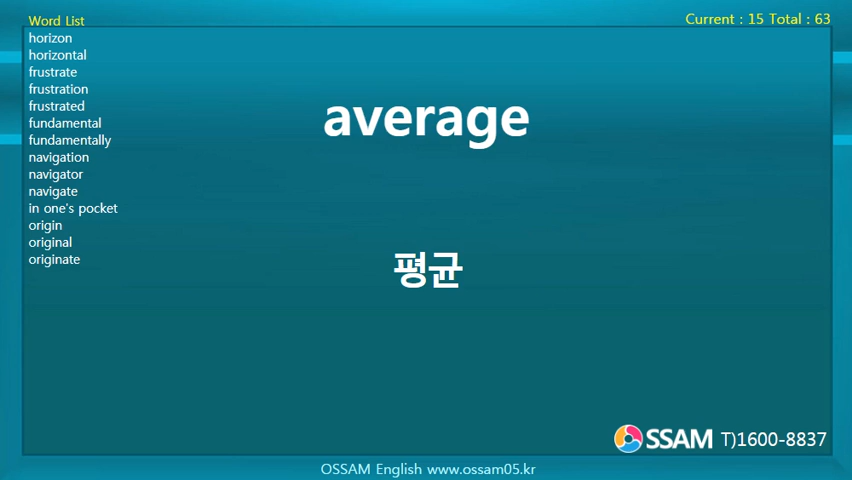 Word List
Current : 15 Total : 63
horizon
horizontal
frustrate
frustration
frustrated
fundamental
fundamentally
navigation
navigator
navigate
in one's pocket
origin
original
originate
average
평균
OSSAM T)1600-8837
OSSAM English www.ossam05.kr